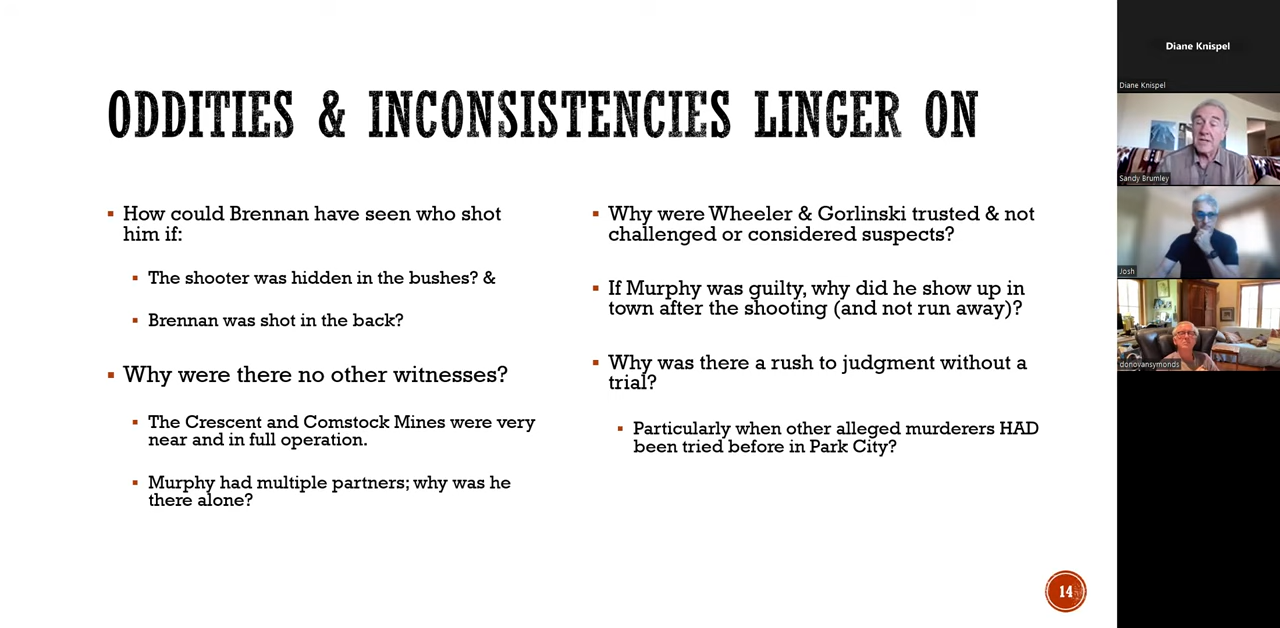 ODDITIES & INCONSISTENCIES LINGER ON
How could Brennan have seen who shot
him if:
The shooter was hidden in the bushes? &
Brennan was shot in the back?
Why were there no other witnesses?
The Crescent and Comstock Mines were very
near and in full operation.
Murphy had multiple partners; why was he
there alone?
Why were Wheeler & Gorlinski trusted & not
challenged or considered suspects?
If Murphy was guilty, why did he show up in
town after the shooting (and not run away)?
Why was there a rush to judgment without a
trial?
Particularly when other alleged murderers HAD
been tried before in Park City?
14
Diane Knispel
Diane Knispel
Sandy Brumley
Josh
donovansymonds